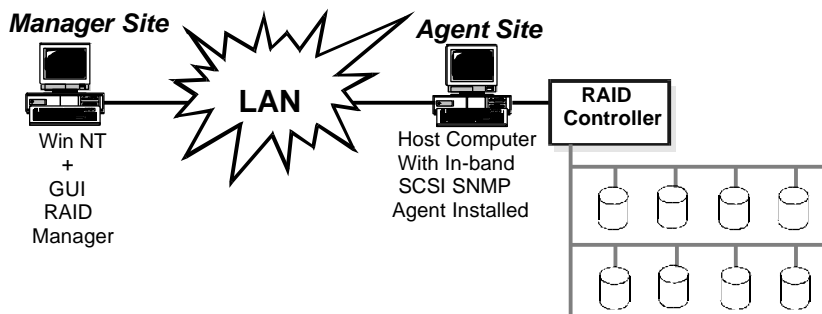 Manager Site
Agent Site
LAN
RAID
Controller
Win NT
+
GUI
RAID
Manager
Host Computer
With In-band
SCSI SNMP
Agent Installed